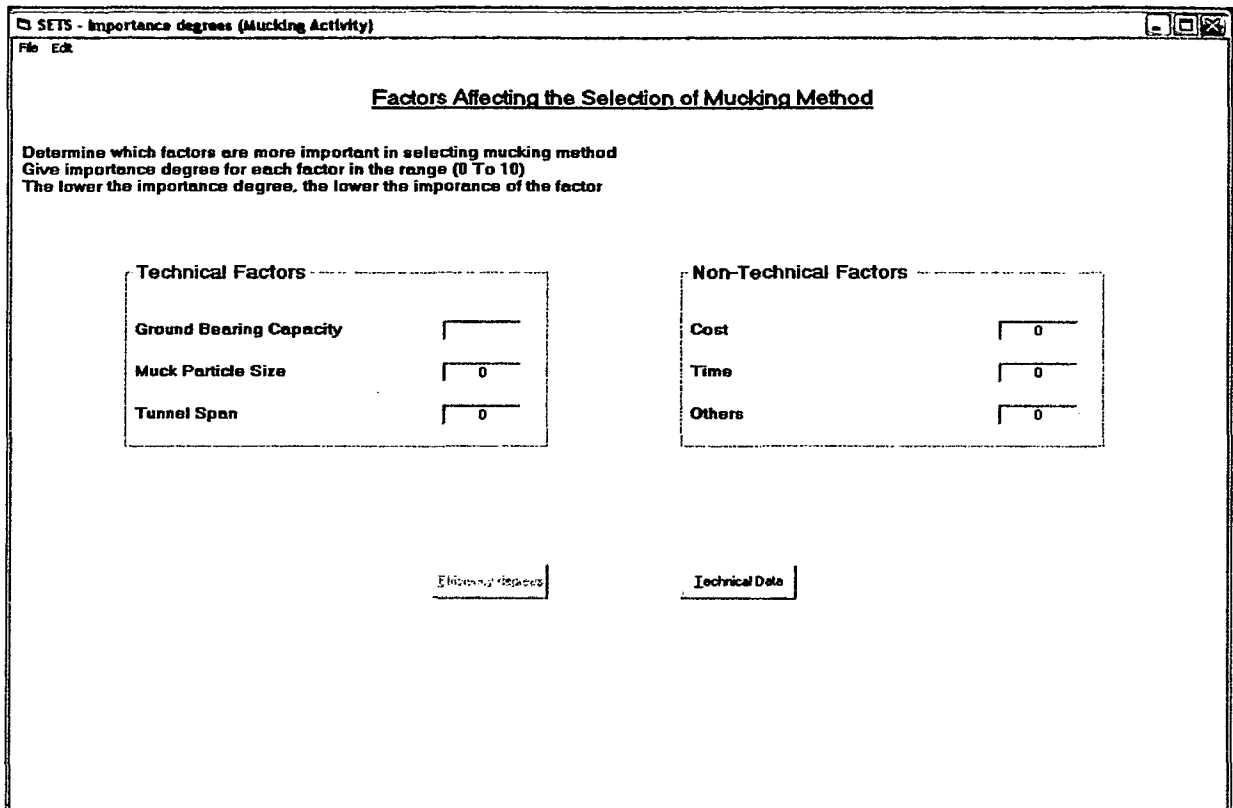 SETS - Importance degrees (Mucking Activity)
File Edit
Factors Affecting the Selection of Mucking Method
Determine which factors are more important in selecting mucking method
Give importance degree for each factor in the range (0 To 10)
The lower the importance degree, the lower the imporance of the factor
Technical Factors
Ground Bearing Capacity
Muck Particle Size 0
Tunnel Span 0
Non-Technical Factors
Cost 0
Time 0
Others 0
degrees
Technical Data